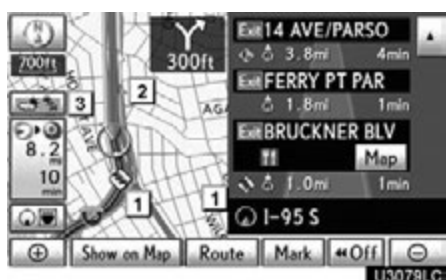 N
Exit 14 AVE/PARSO
3.8mi 4min
700ft
300ft
Exit FERRY PT PAR
1.8mi 1min
3
2
AGA
AVE
Exit BRUCKNER BLV
Map
8.2
mi
10
min
1
1
1.0mi 1min
I-95 S
Show on Map
Route
Mark
Off
U3079LC